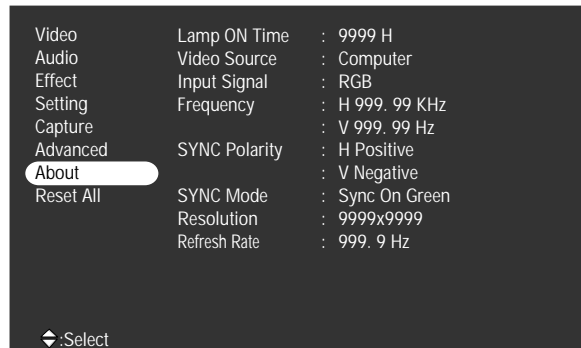 Video Lamp ON Time : 9999 H
Audio Video Source : Computer
Effect Input Signal : RGB
Setting Frequency : H 999. 99 KHz
Capture : V 999. 99 Hz
Advanced SYNC Polarity : H Positive
About : V Negative
Reset All SYNC Mode : Sync On Green
Resolution : 9999x9999
Refresh Rate : 999. 9 Hz
:Select